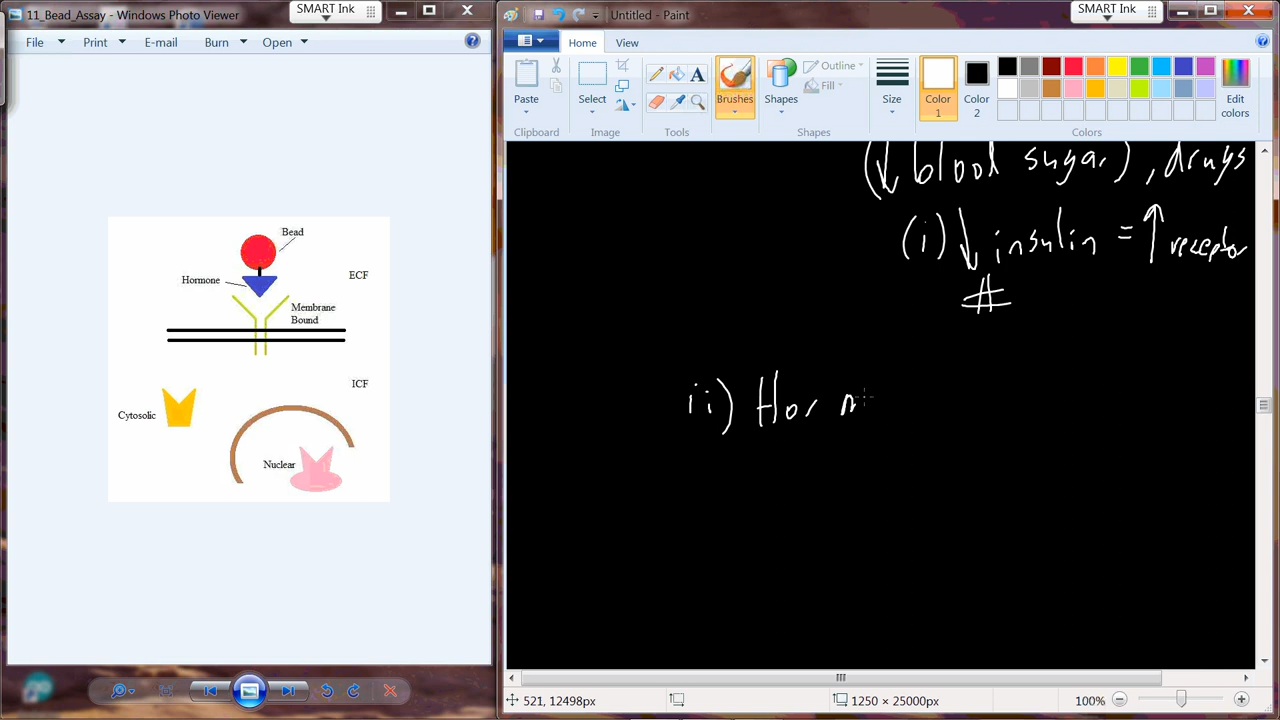 11_Bead_Assay - Windows Photo Viewer
SMART Ink
File Print E-mail Burn Open
Bead
Hormone
ECF
Membrane
Bound
ICF
Cytosolic
Nuclear
Untitled - Paint
SMART Ink
Home View
Paste
Select
Outline
Fill
Brushes
Shapes
Size
Color
1
Color
2
Edit
colors
Clipboard
Image
Tools
Shapes
Colors
(↓ blood sugar), drugs
(i) ↓ insulin = ↑ receptor
#
ii) Hor m
521, 12498px
1250 × 25000px
100%